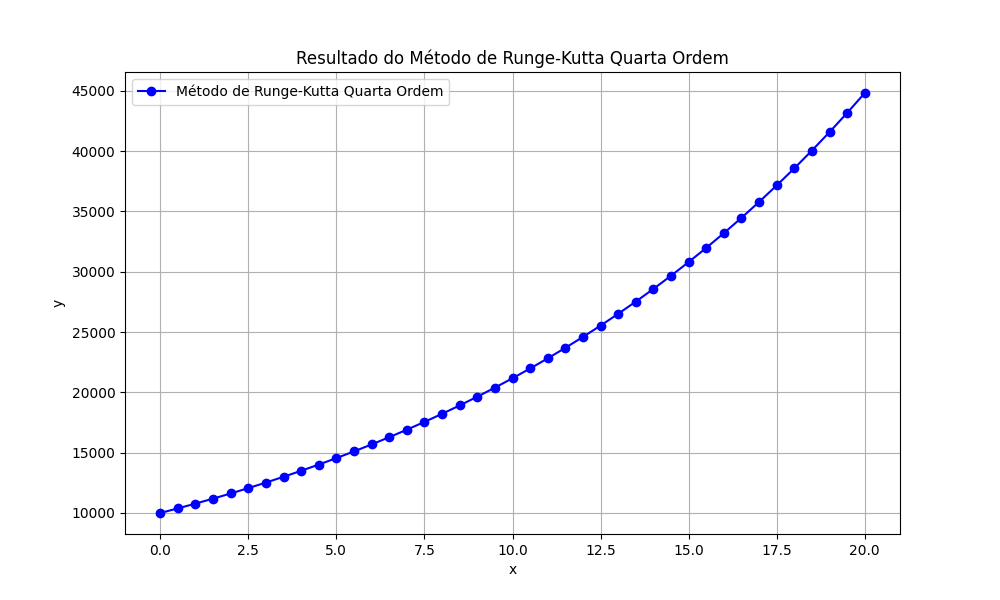 Resultado do Método de Runge-Kutta Quarta Ordem
Método de Runge-Kutta Quarta Ordem
45000
40000
35000
30000
25000
20000
15000
10000
y
0.0 2.5 5.0 7.5 10.0 12.5 15.0 17.5 20.0
x